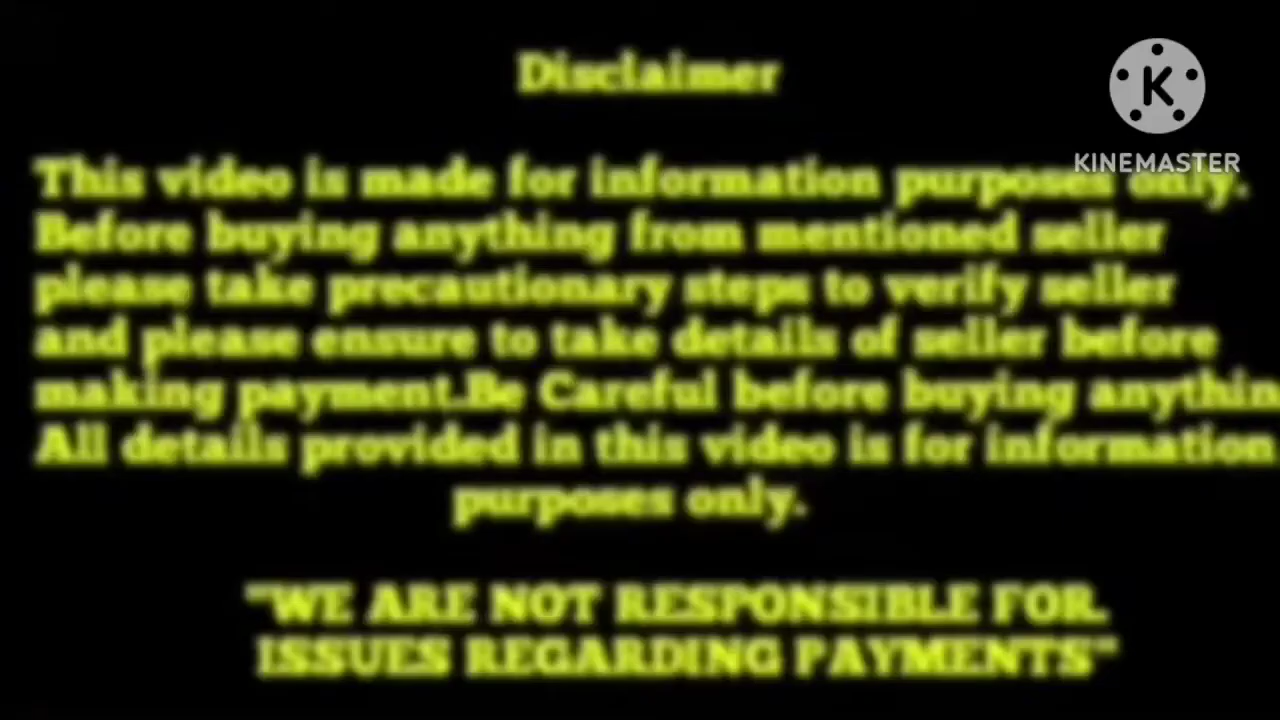 Disclaimer
This video is made for information purposes only.
Before buying anything from mentioned seller
please take precautionary steps to verify seller
and please ensure to take details of seller before
making payment.Be Careful before buying anythin
All details provided in this video is for information
purposes only.
"WE ARE NOT RESPONSIBLE FOR.
ISSUES REGARDING PAYMENTS"
K
KINEMASTER